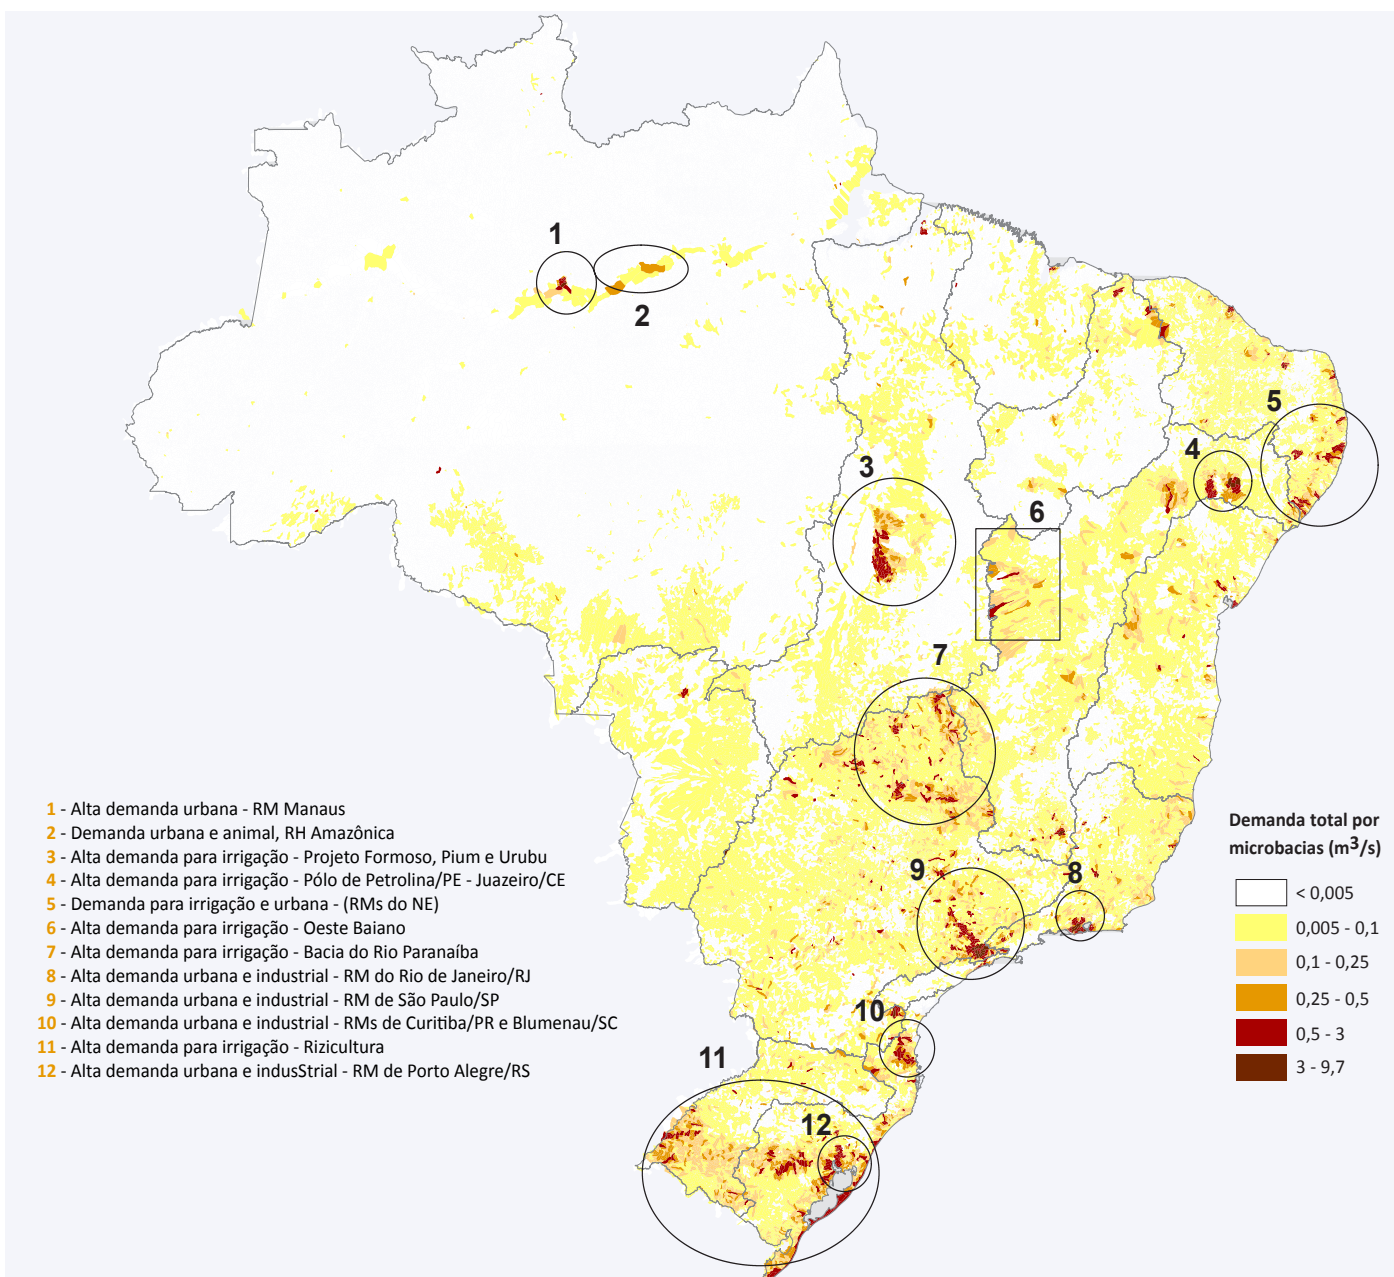 1
2
3
4
5
6
7
8
9
10
11
12
1 - Alta demanda urbana - RM Manaus
2 - Demanda urbana e animal, RH Amazônica
3 - Alta demanda para irrigação - Projeto Formoso, Pium e Urubu
4 - Alta demanda para irrigação - Pólo de Petrolina/PE - Juazeiro/CE
5 - Demanda para irrigação e urbana - (RMs do NE)
6 - Alta demanda para irrigação - Oeste Baiano
7 - Alta demanda para irrigação - Bacia do Rio Paranaíba
8 - Alta demanda urbana e industrial - RM do Rio de Janeiro/RJ
9 - Alta demanda urbana e industrial - RM de São Paulo/SP
10 - Alta demanda urbana e industrial - RMs de Curitiba/PR e Blumenau/SC
11 - Alta demanda para irrigação - Rizicultura
12 - Alta demanda urbana e indusStrial - RM de Porto Alegre/RS
Demanda total por
microbacias (m³/s)
< 0,005
0,005 - 0,1
0,1 - 0,25
0,25 - 0,5
0,5 - 3
3 - 9,7